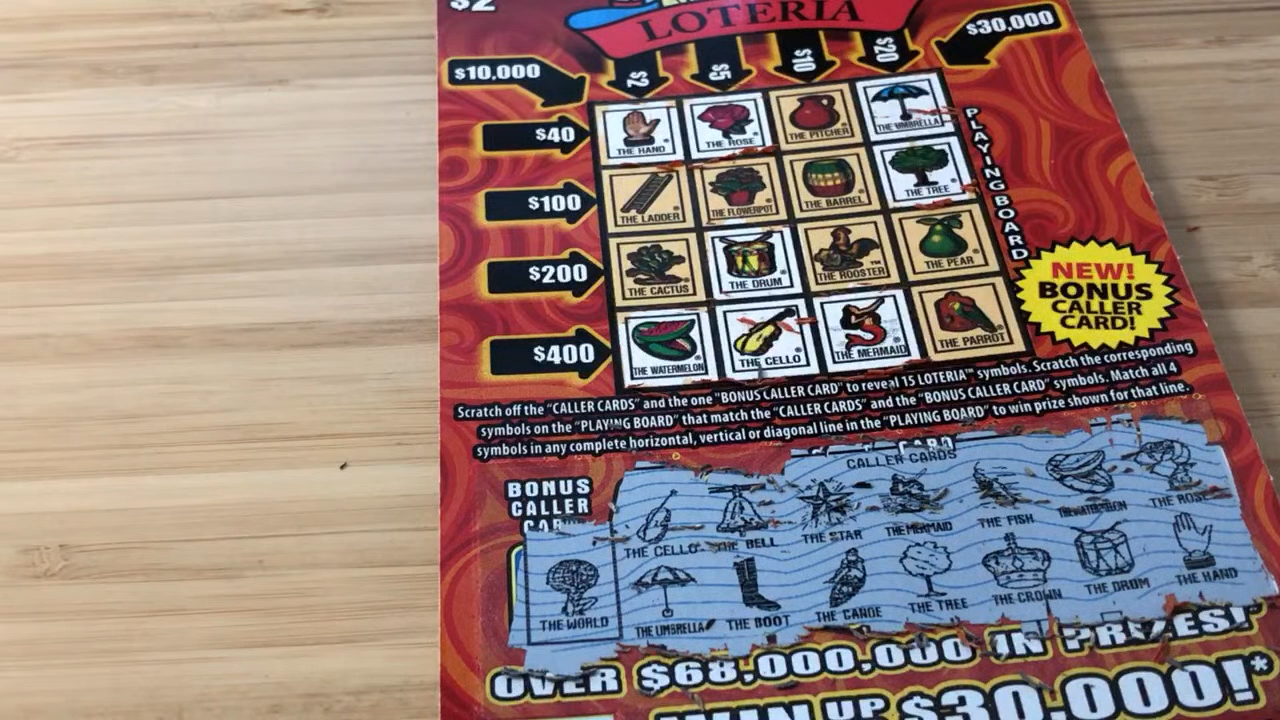 $2
LOTERIA
$10,000
$2
$5
$10
$20
$30,000
$40
$100
$200
$400
THE HAND
THE ROSE
THE PITCHER
THE UMBRELLA
THE LADDER
THE FLOWERPOT
THE BARREL
THE TREE
THE CACTUS
THE DRUM
THE ROOSTER
THE PEAR
THE WATERMELON
THE CELLO
THE MERMAID
THE PARROT
PLAYING BOARD
NEW!
BONUS
CALLER
CARD!
Scratch off the "CALLER CARDS" and the one "BONUS CALLER CARD" to reveal 15 LOTERIA™ symbols. Scratch the corresponding
symbols on the "PLAYING BOARD" that match the "CALLER CARDS" and the "BONUS CALLER CARD" symbols. Match all 4
symbols in any complete horizontal, vertical or diagonal line in the "PLAYING BOARD" to win prize shown for that line.
BONUS
CALLER
CARD
THE WORLD
CALLER CARDS
THE CELLO
THE BELL
THE STAR
THE MERMAID
THE FISH
THE WATERMELON
THE ROSE
THE UMBRELLA
THE BOOT
THE CANOE
THE TREE
THE CROWN
THE DRUM
THE HAND
OVER $68,000,000 IN PRIZES!*
WIN UP $30,000!*